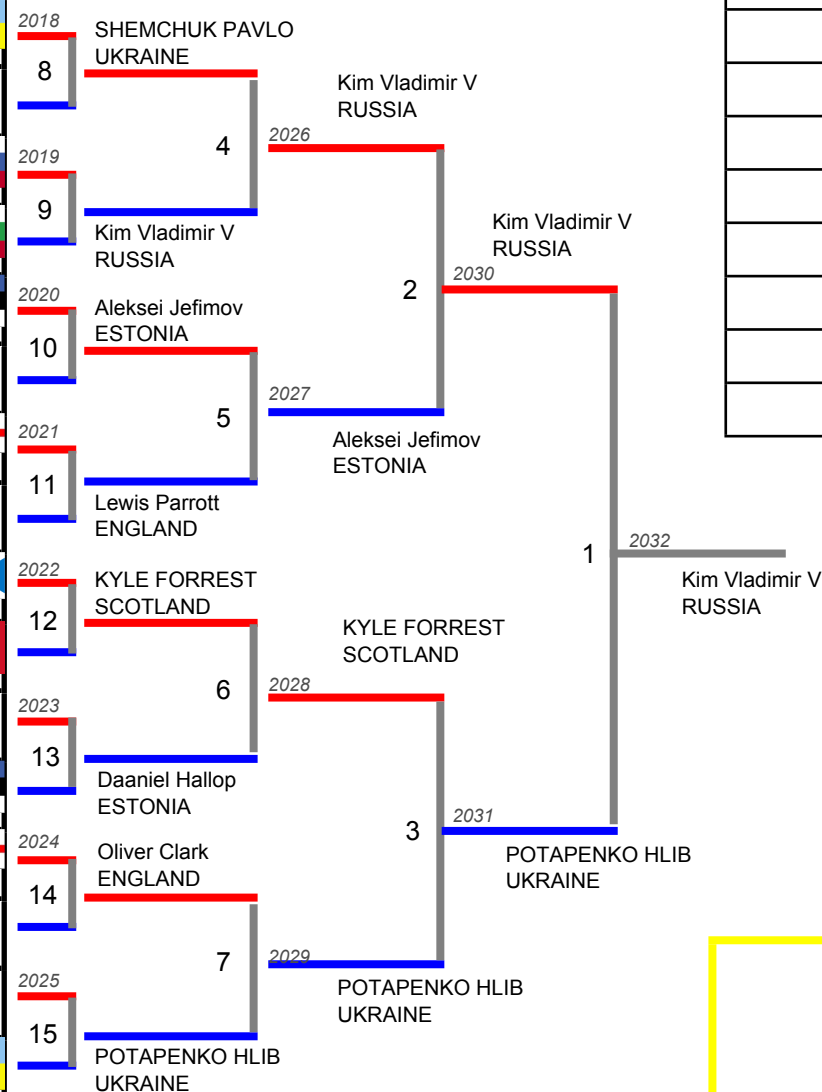 2018
SHEMCHUK PAVLO
UKRAINE
8
Kim Vladimir V
RUSSIA
2026
4
2019
9
Kim Vladimir V
RUSSIA
Kim Vladimir V
RUSSIA
2030
2
2020
Aleksei Jefimov
ESTONIA
10
2027
5
Aleksei Jefimov
ESTONIA
2021
11
Lewis Parrott
ENGLAND
2032
1
Kim Vladimir V
RUSSIA
2022
KYLE FORREST
SCOTLAND
12
KYLE FORREST
SCOTLAND
2028
6
2023
13
Daaniel Hallop
ESTONIA
2031
3
POTAPENKO HLIB
UKRAINE
2024
Oliver Clark
ENGLAND
14
2029
7
POTAPENKO HLIB
UKRAINE
2025
15
POTAPENKO HLIB
UKRAINE